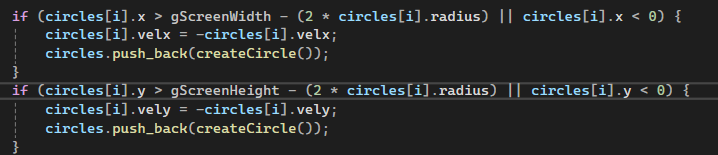 if (circles[i].x > gScreenWidth - (2 * circles[i].radius) || circles[i].x < 0) {
    circles[i].velx = -circles[i].velx;
    circles.push_back(createCircle());
}
if (circles[i].y > gScreenHeight - (2 * circles[i].radius) || circles[i].y < 0) {
    circles[i].vely = -circles[i].vely;
    circles.push_back(createCircle());
}